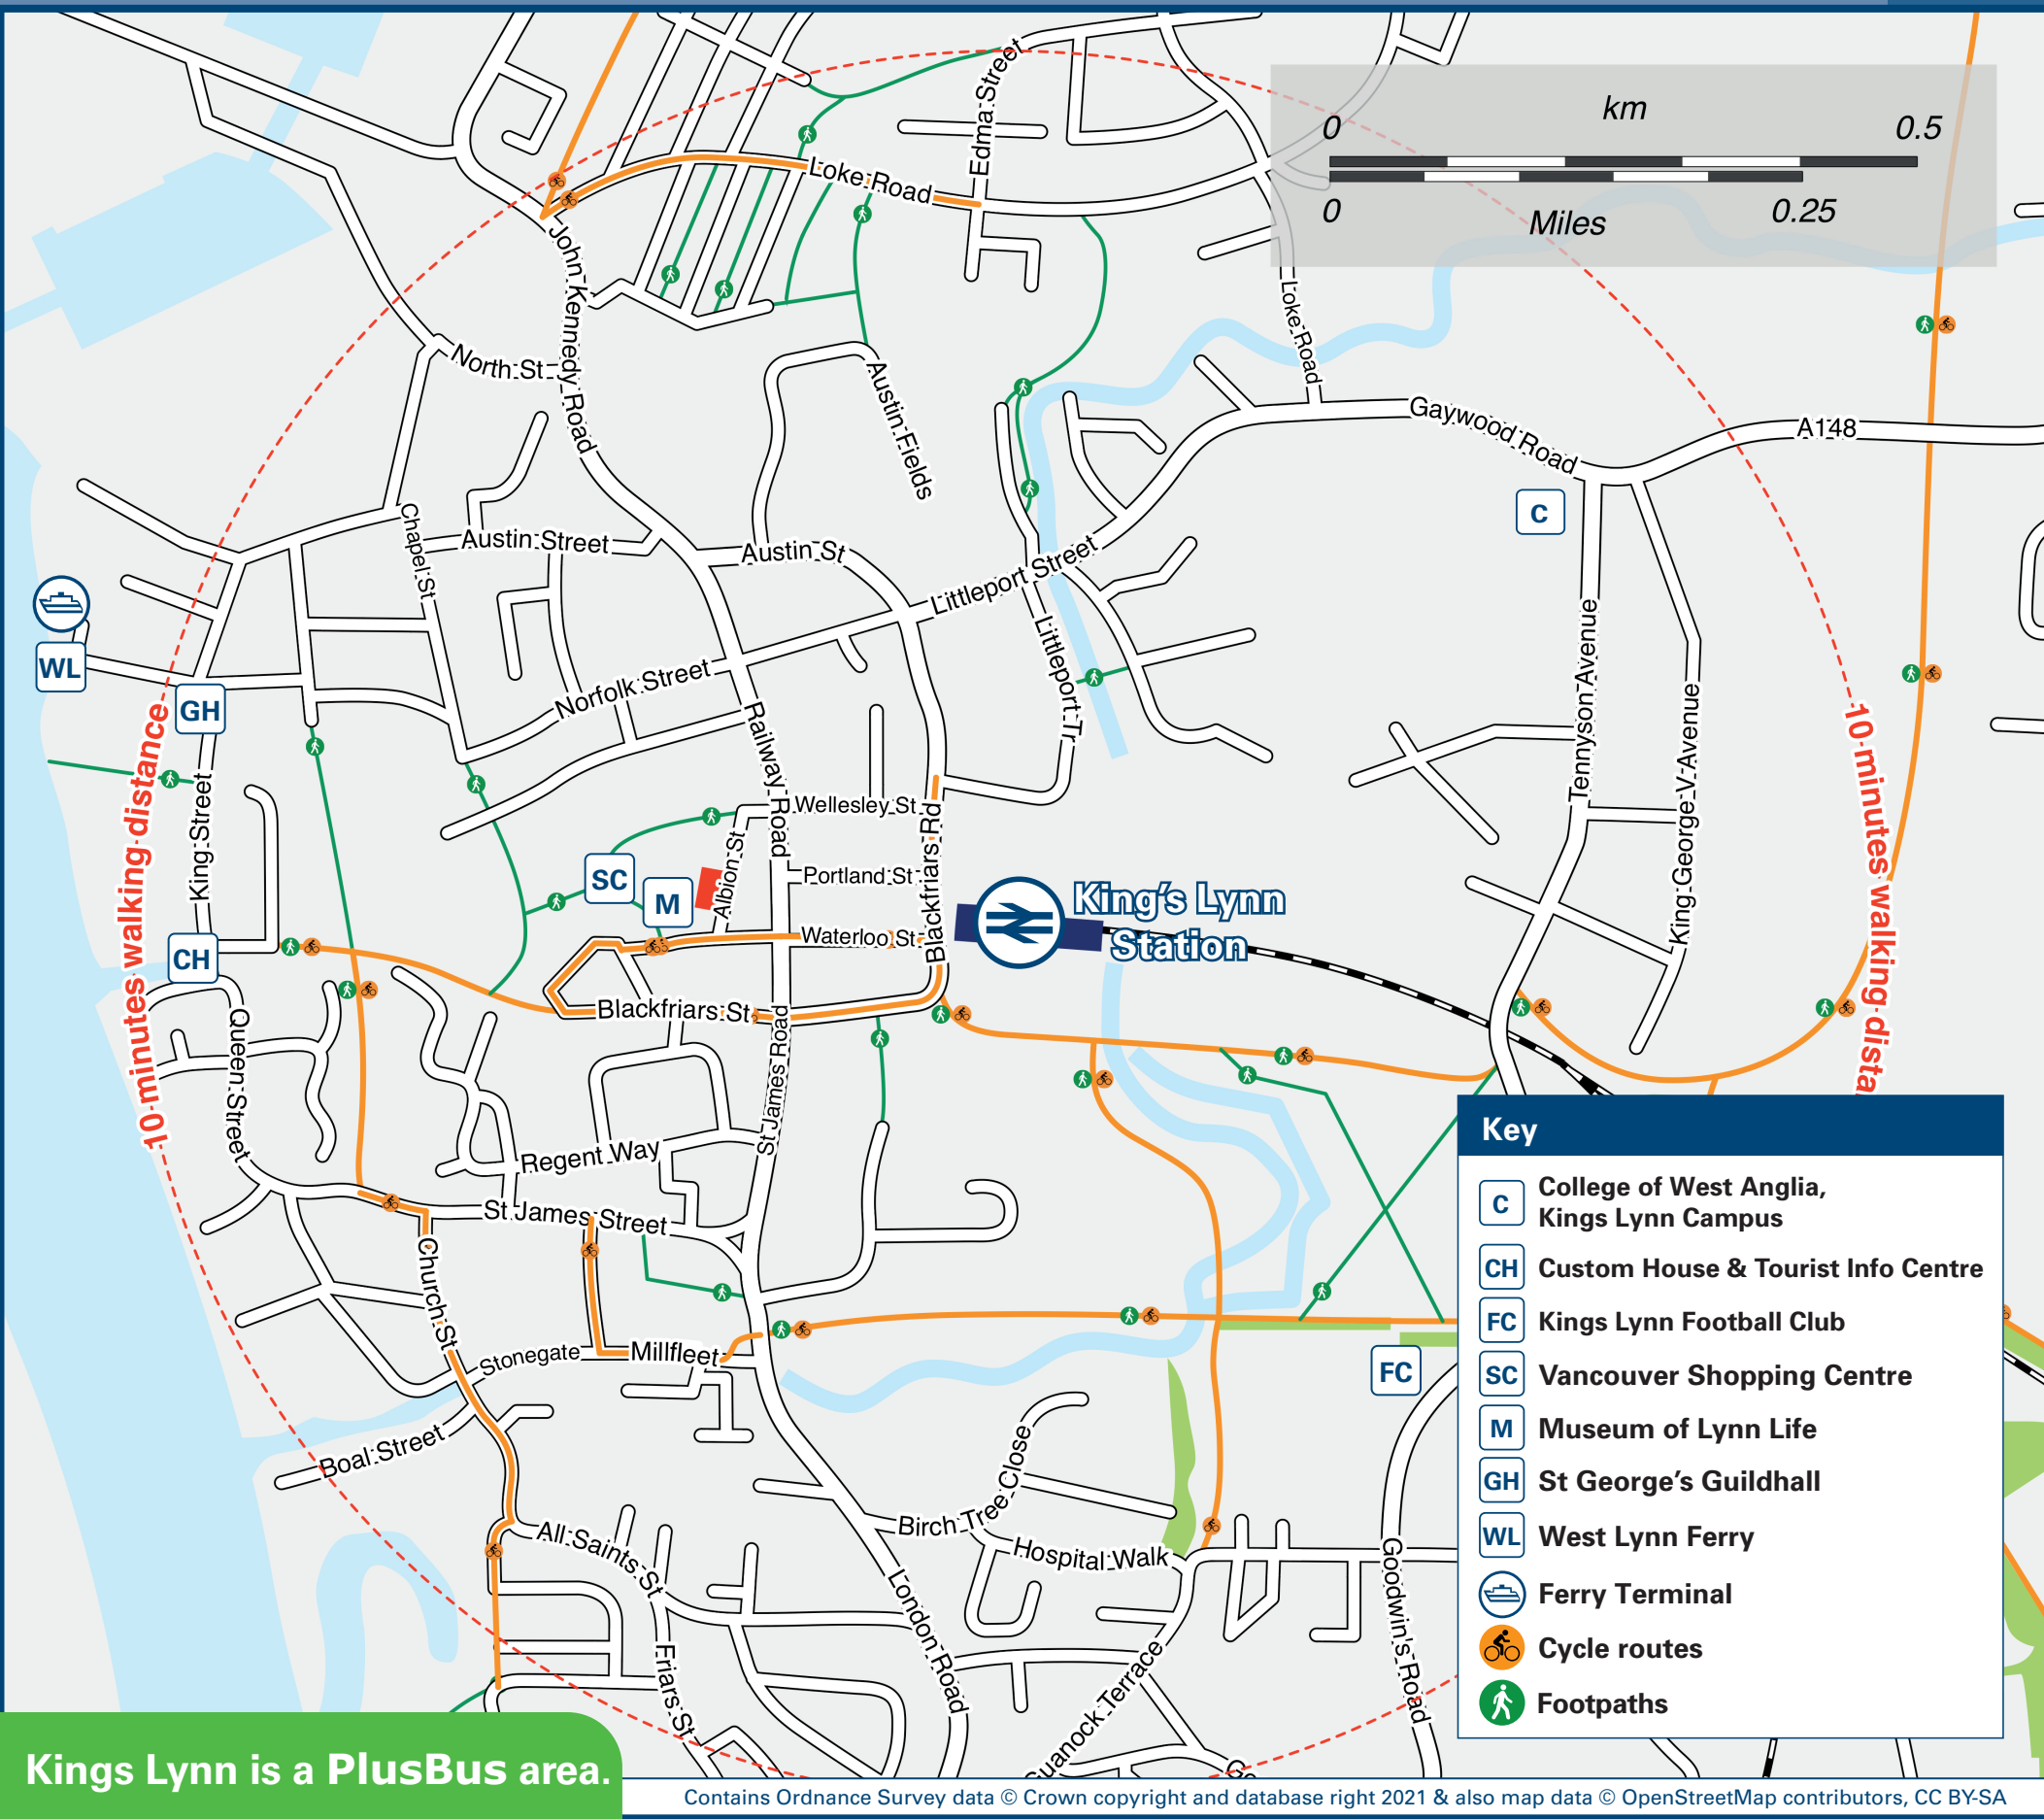 km
0
0.5
0
Miles
0.25
Edma Street
Loke Road
John Kennedy Road
Loke Road
North St
Austin Fields
Gaywood Road
A148
C
Chapel St
Austin Street
Austin St
Littleport Street
Littleport Tr
Tennyson Avenue
King George V Avenue
WL
GH
Norfolk Street
Railway Road
10 minutes walking distance
10 minutes walking dista
King Street
Wellesley St
Albion St
Blackfriars Rd
SC
M
Portland St
King's Lynn
Station
Waterloo St
CH
Blackfriars St
Queen Street
St James Road
Regent Way
St James Street
Church St
Stonegate
Millfleet
FC
Boal Street
Birch Tree Close
All Saints St
Hospital Walk
London Road
Goodwin's Road
Friars St
Key
C
College of West Anglia,
Kings Lynn Campus
CH
Custom House & Tourist Info Centre
FC
Kings Lynn Football Club
SC
Vancouver Shopping Centre
M
Museum of Lynn Life
GH
St George's Guildhall
WL
West Lynn Ferry
Ferry Terminal
Cycle routes
Footpaths
Kings Lynn is a PlusBus area.
Contains Ordnance Survey data © Crown copyright and database right 2021 & also map data © OpenStreetMap contributors, CC BY-SA